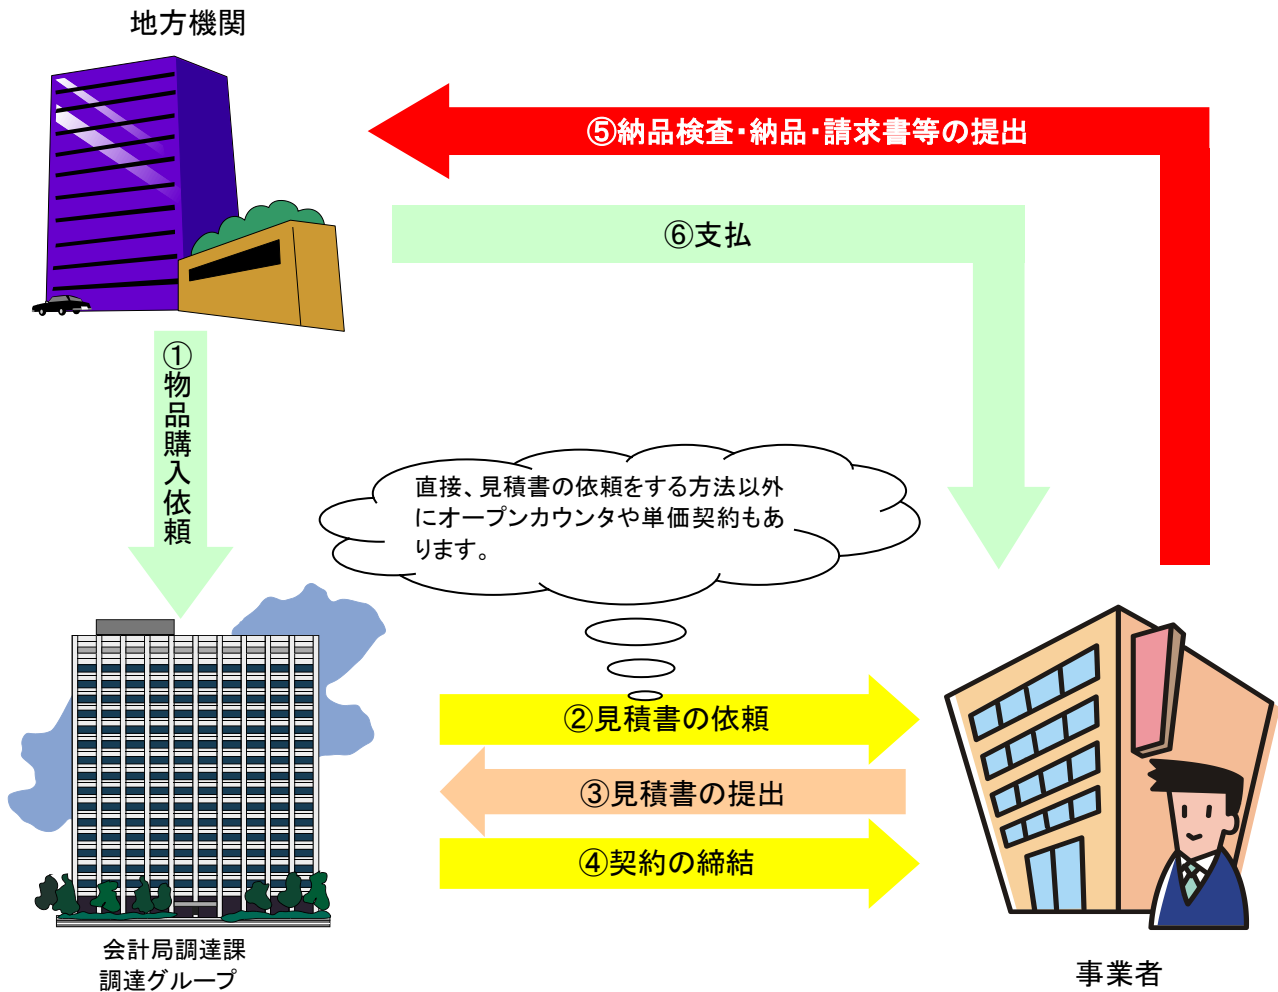 地方機関
⑤納品検査・納品・請求書等の提出
⑥支払
①物品購入依頼
直接、見積書の依頼をする方法以外
にオープンカウンタや単価契約もあ
ります。
②見積書の依頼
③見積書の提出
④契約の締結
会計局調達課
調達グループ
事業者